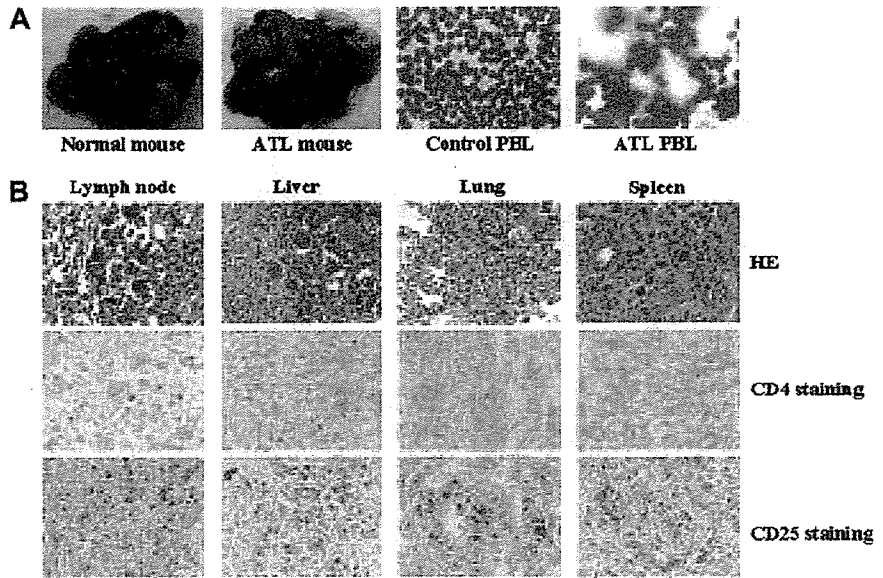 A
Normal mouse
ATL mouse
Control PBL
ATL PBL
B
Lymph node
Liver
Lung
Spleen
HE
CD4 staining
CD25 staining